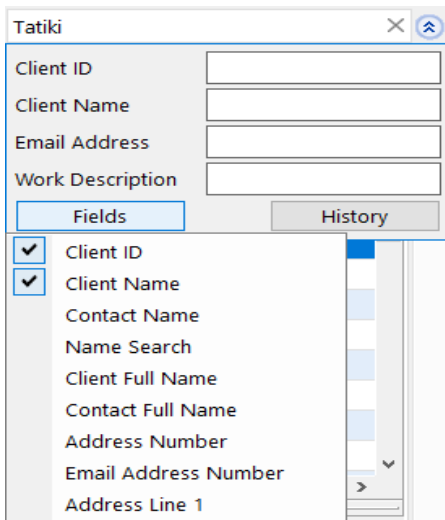 Tatiki
Client ID
Client Name
Email Address
Work Description
Fields History
Client ID
Client Name
Contact Name
Name Search
Client Full Name
Contact Full Name
Address Number
Email Address Number
Address Line 1